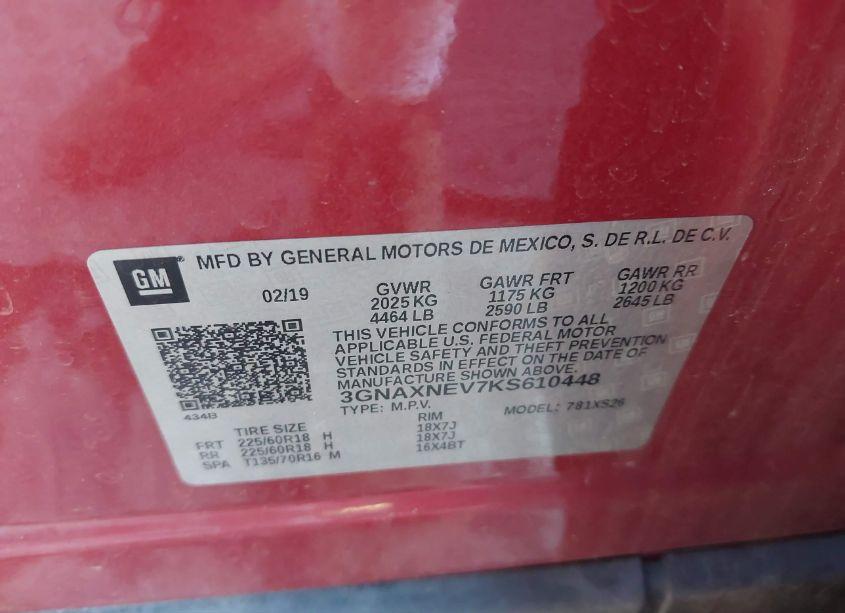 GM
MFD BY GENERAL MOTORS DE MEXICO, S. DE R.L. DE C.V.
02/19
GVWR
2025 KG
4464 LB
GAWR FRT
1175 KG
2590 LB
GAWR RR
1200 KG
2645 LB
THIS VEHICLE CONFORMS TO ALL
APPLICABLE U.S. FEDERAL MOTOR
VEHICLE SAFETY AND THEFT PREVENTION
STANDARDS IN EFFECT ON THE DATE OF
MANUFACTURE SHOWN ABOVE.
3GNAXNEV7KS610448
TYPE: M.P.V. MODEL: 781XS26
434B
TIRE SIZE RIM
FRT 225/60R18 H 18X7J
RR 225/60R18 H 18X7J
SPA T135/70R16 M 16X4BT